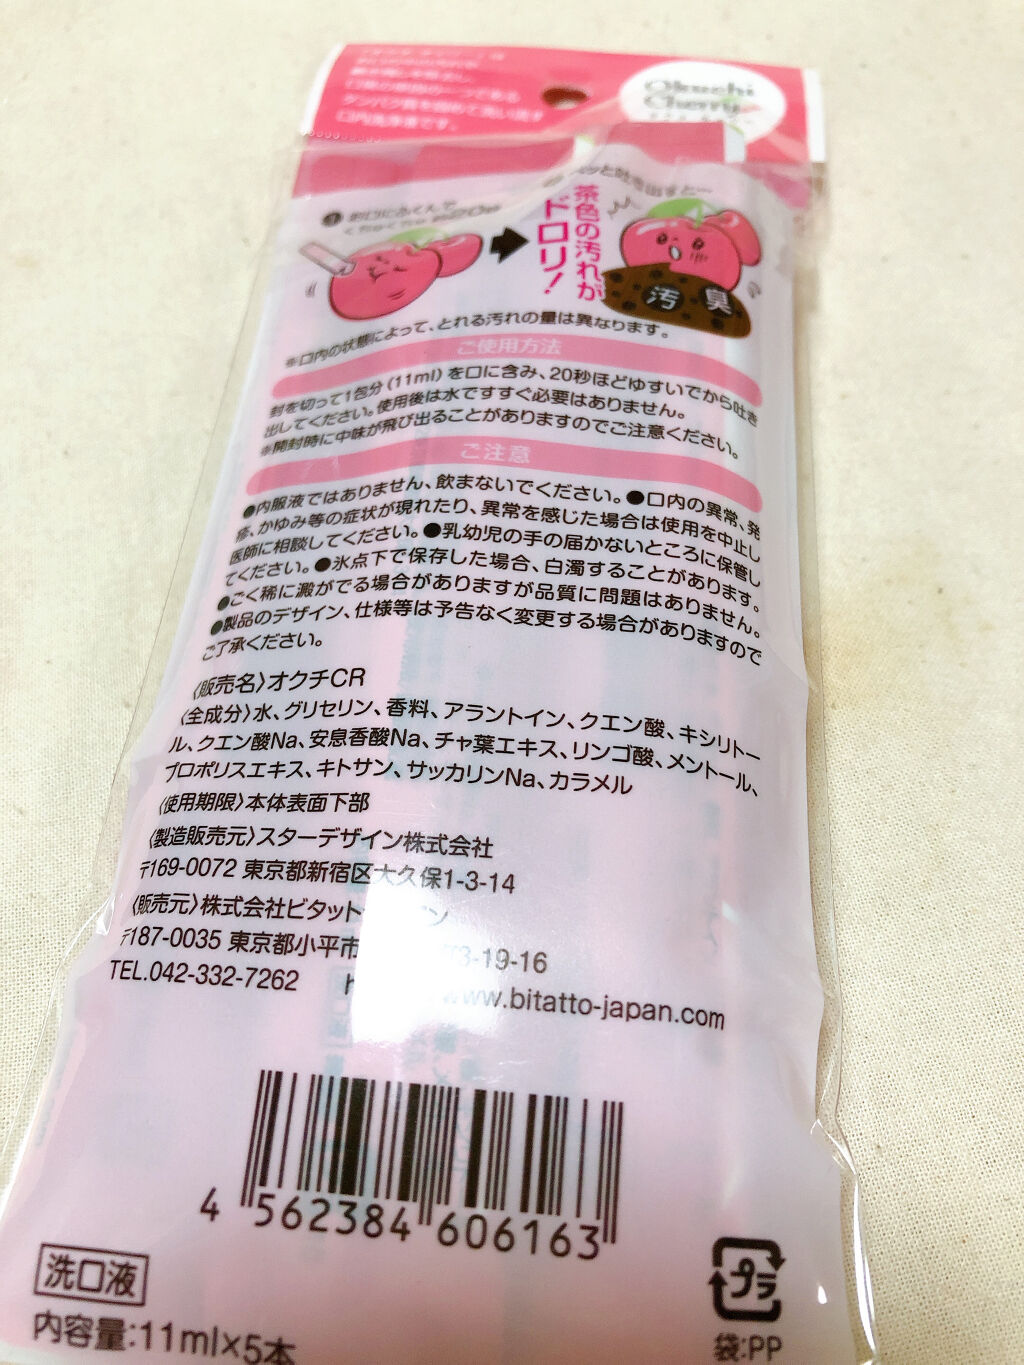 口内洗浄液です。
Okuchi
Cherry
茶色の汚れが
ドロリ!
汚 臭
※口内の状態によって、とれる汚れの量は異なります。
ご使用方法
封を切って1包分(11ml)を口に含み、20秒ほどゆすいでから吐き
出してください。使用後は水ですすぐ必要はありません。
※開封時に中味が飛び出ることがありますのでご注意ください。
ご注意
●内服液ではありません、飲まないでください。●口内の異常、発
疹、かゆみ等の症状が現れたり、異常を感じた場合は使用を中止し
医師に相談してください。●乳幼児の手の届かないところに保管し
てください。●氷点下で保存した場合、白濁することがあります。
●ごく稀に澱がでる場合がありますが品質に問題はありません。
●製品のデザイン、仕様等は予告なく変更する場合がありますので
ご了承ください。
〈販売名〉オクチCR
〈全成分〉水、グリセリン、香料、アラントイン、クエン酸、キシリトー
ル、クエン酸Na、安息香酸Na、チャ葉エキス、リンゴ酸、メントール、
プロポリスエキス、キトサン、サッカリンNa、カラメル
〈使用期限〉本体表面下部
〈製造販売元〉スターデザイン株式会社
〒169-0072 東京都新宿区大久保1-3-14
〈販売元〉株式会社ビタット
〒187-0035 東京都小平市 -19-16
TEL.042-332-7262 www.bitatto-japan.com
4 562384 606163
洗口液
プラ
内容量:11ml×5本
袋:PP